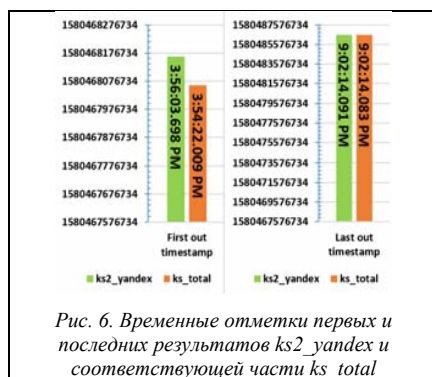 1580468276734
1580468176734
1580468076734
1580467976734
1580467876734
1580467776734
1580467676734
1580467576734
3:56:03.698 PM
3:54:22.009 PM
First out
timestamp
ks2_yandex ks_total
1580487576734
1580485576734
1580483576734
1580481576734
1580479576734
1580477576734
1580475576734
1580473576734
1580471576734
1580469576734
1580467576734
9:02:14.091 PM
9:02:14.083 PM
Last out
timestamp
ks2_yandex ks_total
Рис. 6. Временные отметки первых и
последних результатов ks2_yandex и
соответствующей части ks_total